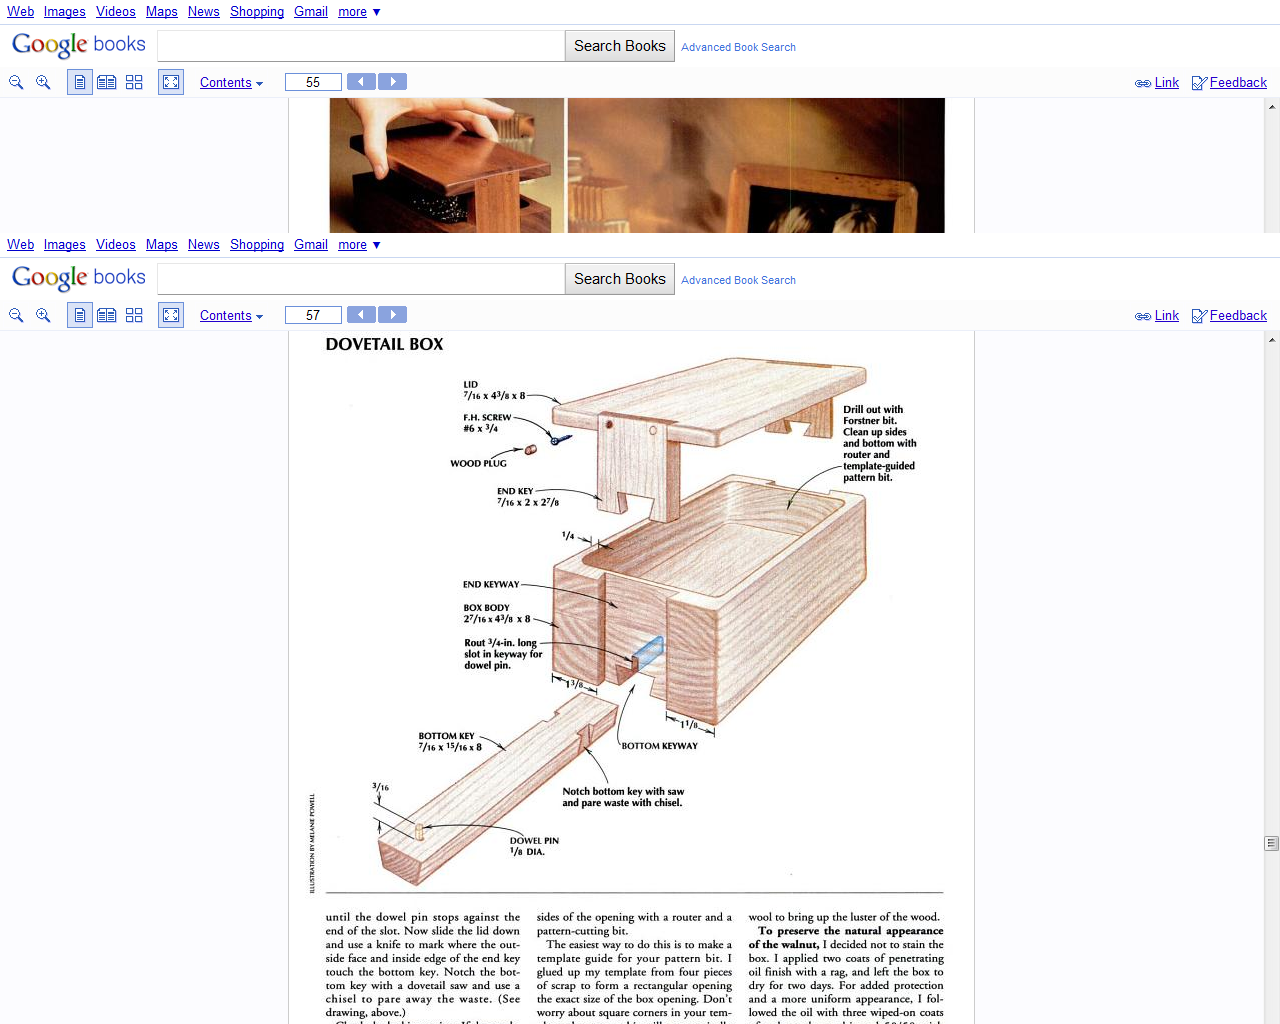 Web Images Videos Maps News Shopping Gmail more ▼
Google books Search Books Advanced Book Search
Contents 55 Link Feedback
Web Images Videos Maps News Shopping Gmail more ▼
Google books Search Books Advanced Book Search
Contents 57 Link Feedback
DOVETAIL BOX
LID
7/16 x 4 3/8 x 8
F.H. SCREW
#6 x 3/4
WOOD PLUG
END KEY
7/16 x 2 x 2 7/8
Drill out with
Forstner bit.
Clean up sides
and bottom with
router and
template-guided
pattern bit.
1/4
END KEYWAY
BOX BODY
2 7/16 x 4 3/8 x 8
Rout 3/4-in. long
slot in keyway for
dowel pin.
1 3/8
1 1/8
BOTTOM KEY
7/16 x 15/16 x 8
BOTTOM KEYWAY
Notch bottom key with saw
and pare waste with chisel.
3/16
DOWEL PIN
1/8 DIA.
ILLUSTRATION BY MELANIE POWELL
until the dowel pin stops against the
end of the slot. Now slide the lid down
and use a knife to mark where the out-
side face and inside edge of the end key
touch the bottom key. Notch the bot-
tom key with a dovetail saw and use a
chisel to pare away the waste. (See
drawing, above.)
sides of the opening with a router and a
pattern-cutting bit.
The easiest way to do this is to make a
template guide for your pattern bit. I
glued up my template from four pieces
of scrap to form a rectangular opening
the exact size of the box opening. Don't
worry about square corners in your tem-
wool to bring up the luster of the wood.
To preserve the natural appearance
of the walnut, I decided not to stain the
box. I applied two coats of penetrating
oil finish with a rag, and left the box to
dry for two days. For added protection
and a more uniform appearance, I fol-
lowed the oil with three wiped-on coats